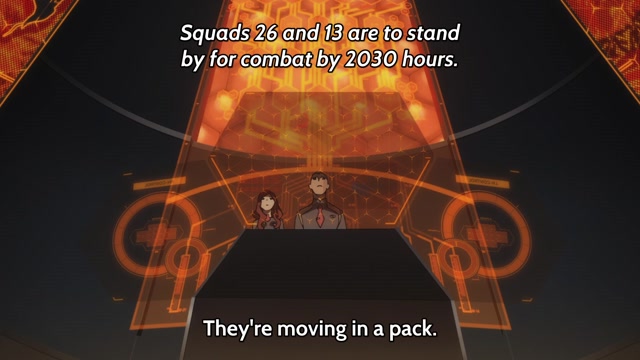 Squads 26 and 13 are to stand
by for combat by 2030 hours.
They're moving in a pack.